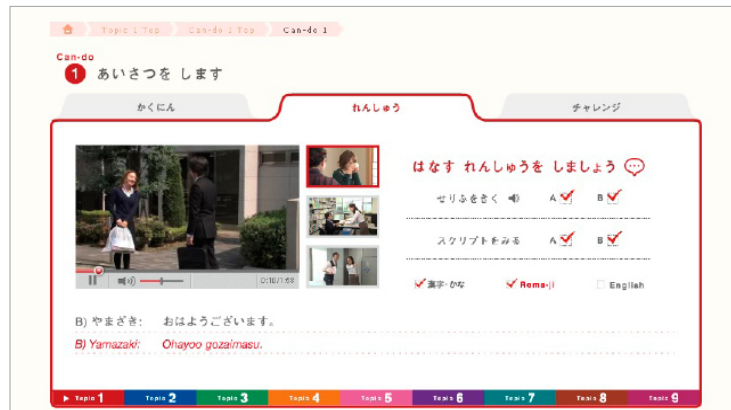 Topic 1 Top Can-do 1 Top Can-do 1
Can-do
1 あいさつを します
かくにん れんしゅう チャレンジ
はなす れんしゅうを しましょう
せりふをきく A B
スクリプトをみる A B
漢字・かな Roma-ji English
0:10/1:53
B) やまざき: おはようございます。
B) Yamazaki: Ohayoo gozaimasu.
Topic 1 Topic 2 Topic 3 Topic 4 Topic 5 Topic 6 Topic 7 Topic 8 Topic 9